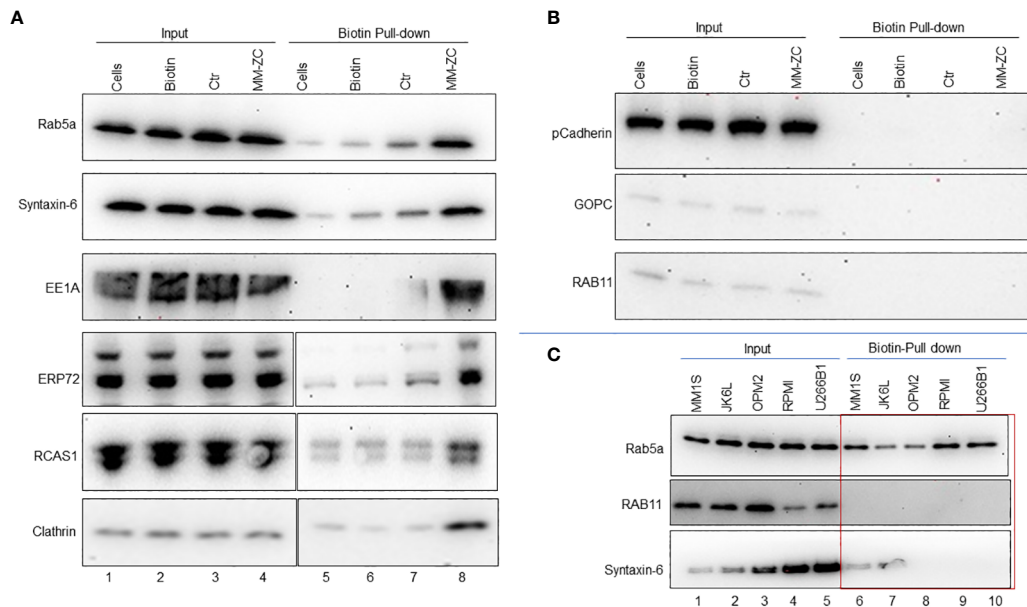 A
Input
Biotin Pull-down
Cells
Biotin
Ctr
MM-ZC
Cells
Biotin
Ctr
MM-ZC
Rab5a
Syntaxin-6
EE1A
ERP72
RCAS1
Clathrin
1 2 3 4 5 6 7 8
B
Input
Biotin Pull-down
Cells
Biotin
Ctr
MM-ZC
Cells
Biotin
Ctr
MM-ZC
pCadherin
GOPC
RAB11
C
Input
Biotin-Pull down
MM1S
JK6L
OPM2
RPMI
U266B1
MM1S
JK6L
OPM2
RPMI
U266B1
Rab5a
RAB11
Syntaxin-6
1 2 3 4 5 6 7 8 9 10